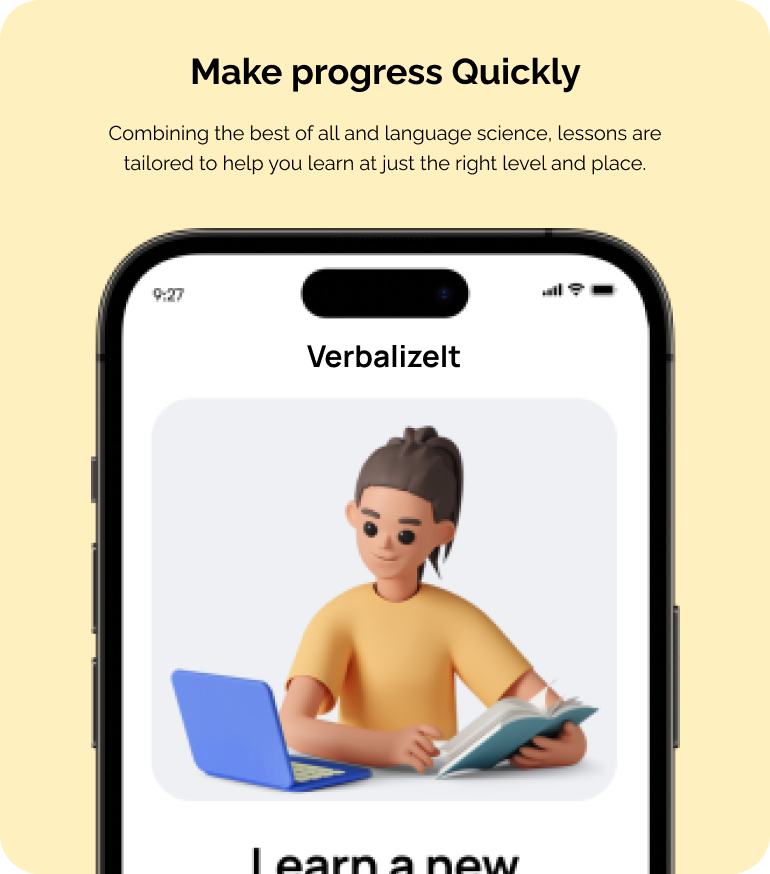 Make progress Quickly
Combining the best of all and language science, lessons are
tailored to help you learn at just the right level and place.
9:27
VerbalizeIt
Learn a new